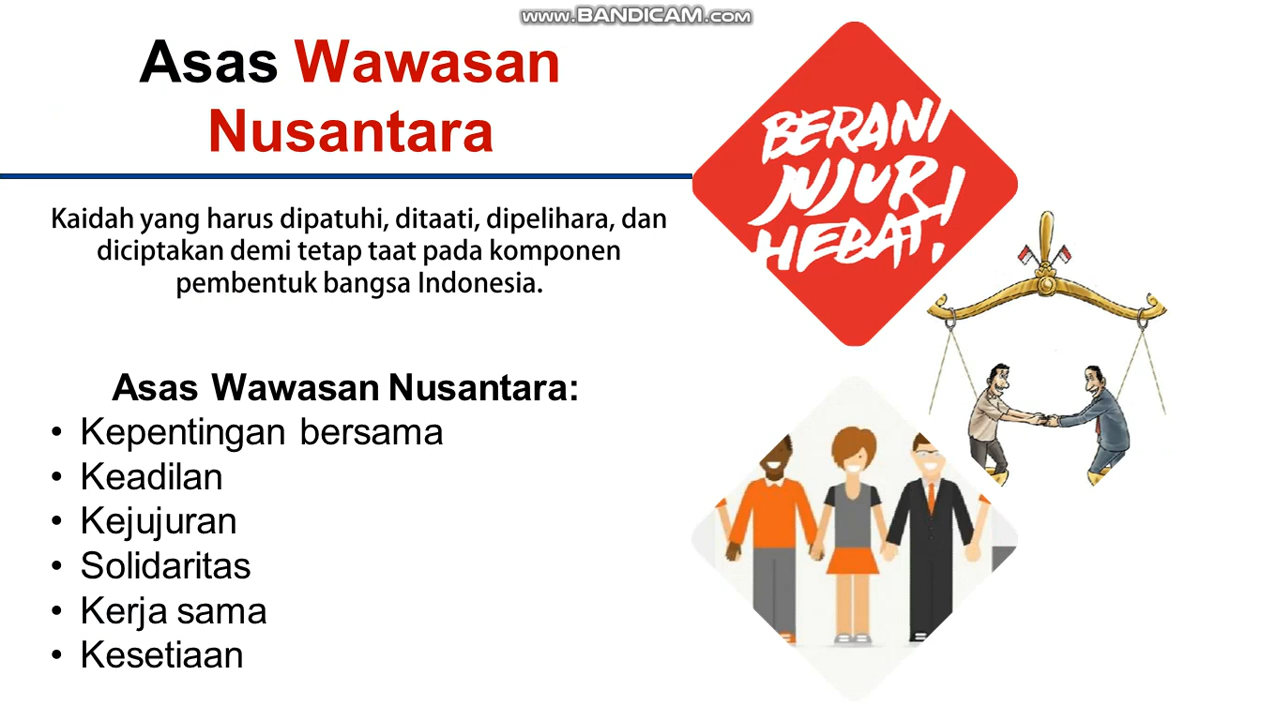 www.BANDICAM.com
Asas Wawasan
Nusantara
Kaidah yang harus dipatuhi, ditaati, dipelihara, dan
diciptakan demi tetap taat pada komponen
pembentuk bangsa Indonesia.
Asas Wawasan Nusantara:
• Kepentingan bersama
• Keadilan
• Kejujuran
• Solidaritas
• Kerja sama
• Kesetiaan
BERANI
JUJUR
HEBAT!